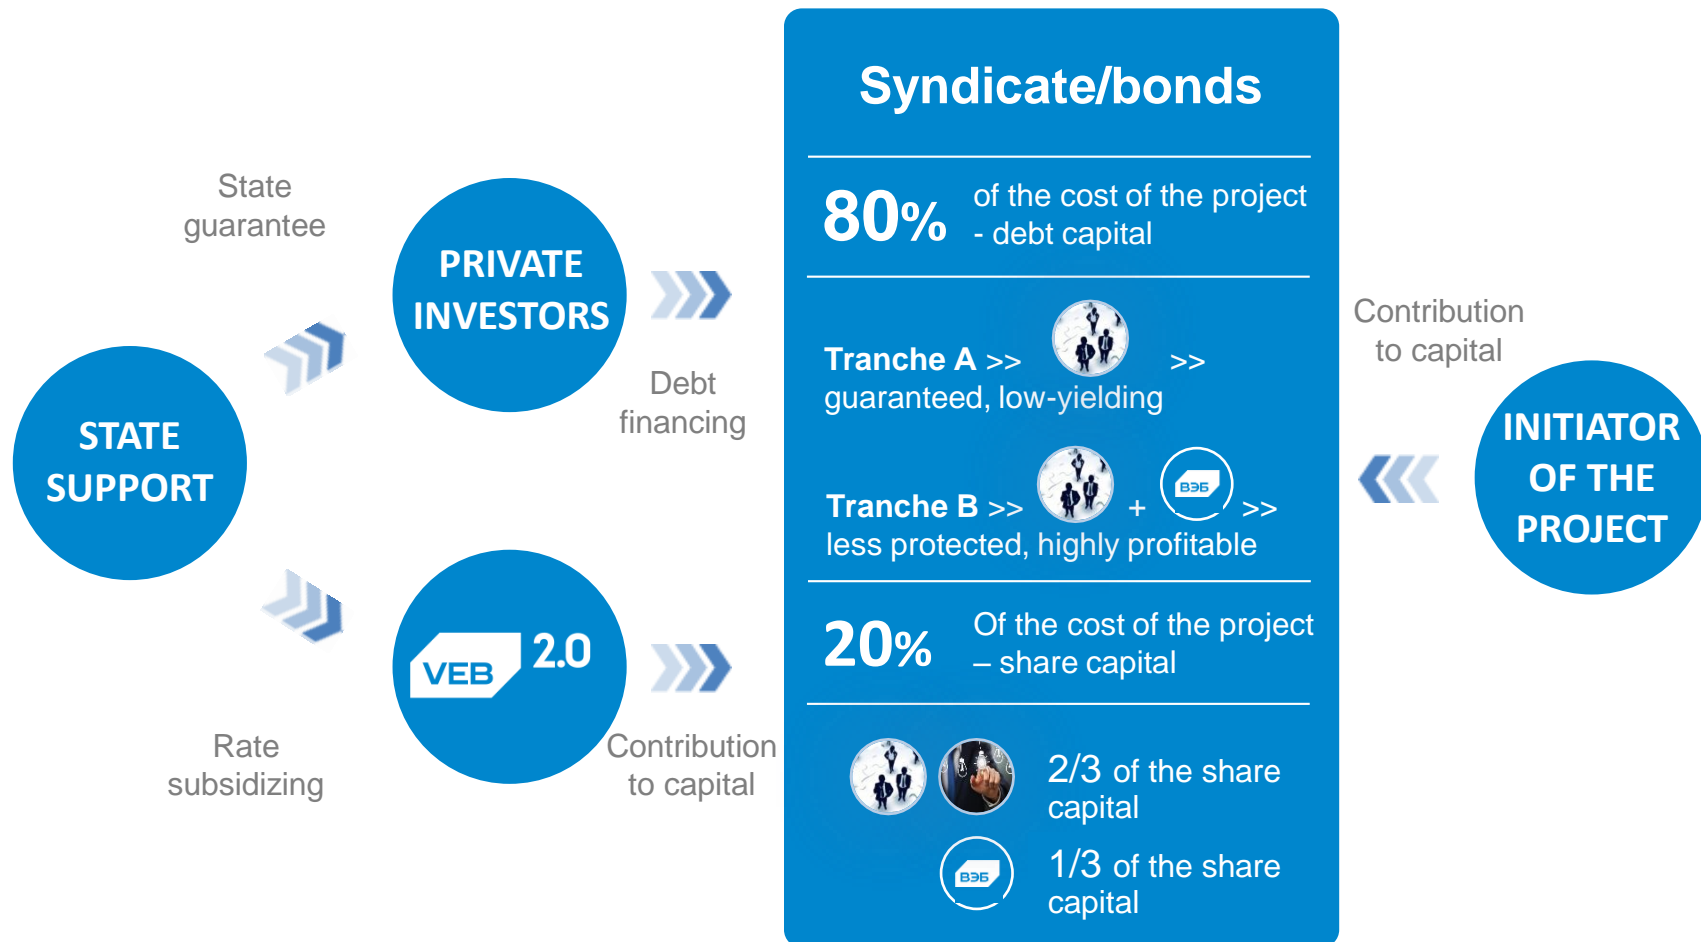 State
guarantee
PRIVATE
INVESTORS
Debt
financing
STATE
SUPPORT
VEB 2.0
Rate
subsidizing
Contribution
to capital
Syndicate/bonds
80% of the cost of the project
- debt capital
Tranche A >> >>
guaranteed, low-yielding
Tranche B >> + ВЭБ >>
less protected, highly profitable
20% Of the cost of the project
– share capital
2/3 of the share
capital
ВЭБ 1/3 of the share
capital
Contribution
to capital
INITIATOR
OF THE
PROJECT